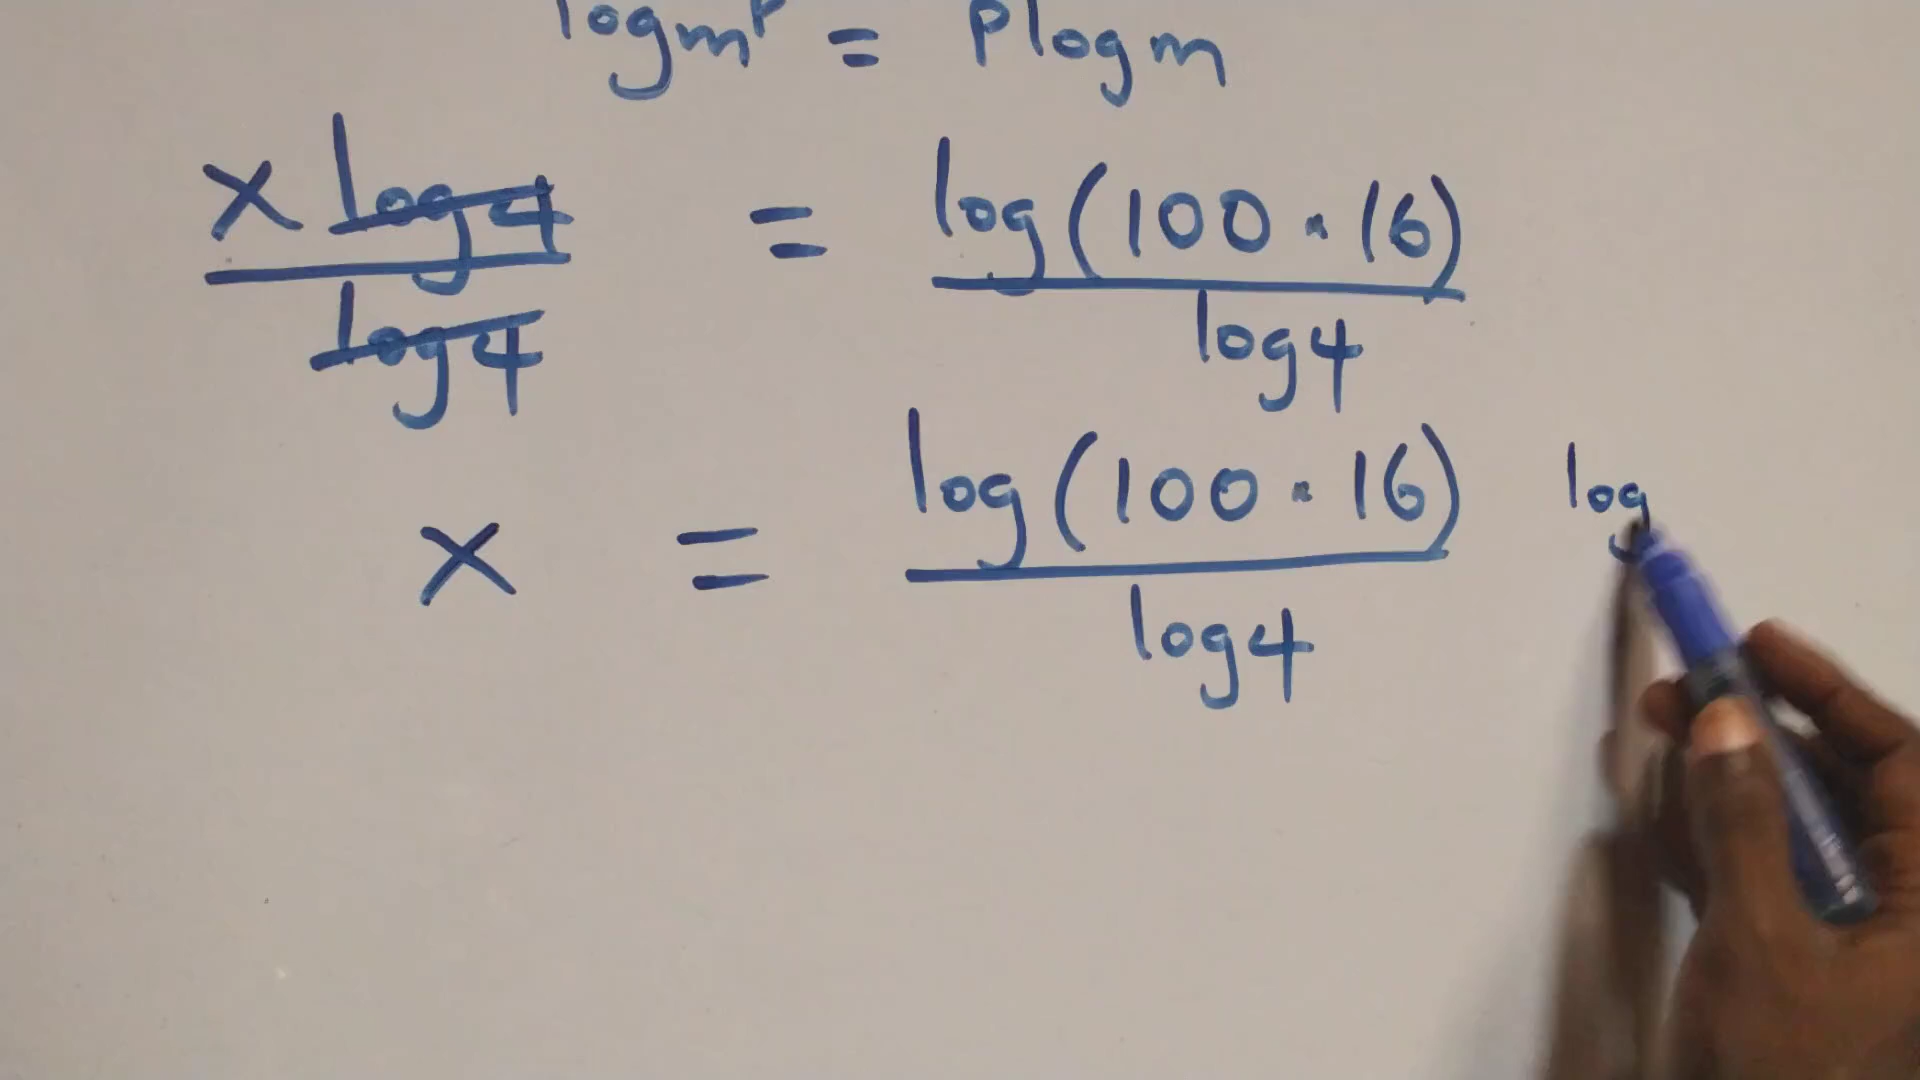 log m^p = p log m
x log 4 = log(100 · 16)
log 4 log 4
x = log(100 · 16) log
log 4